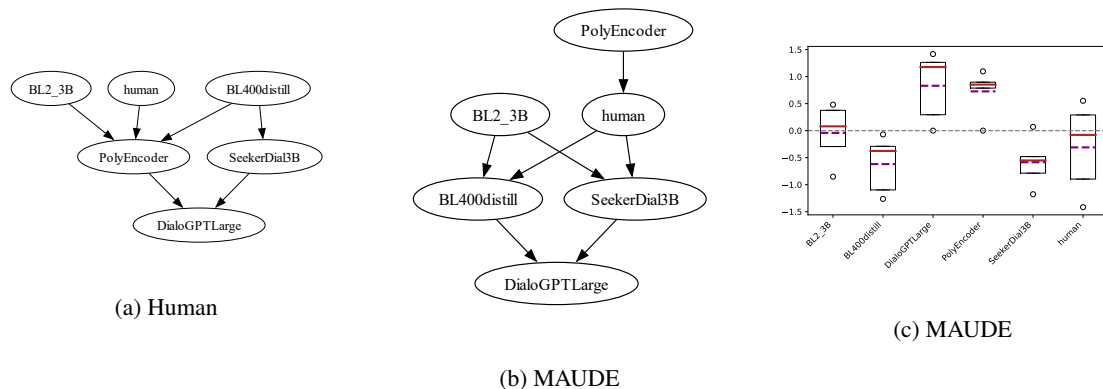 BL2_3B human BL400distill
PolyEncoder SeekerDial3B
DialoGPTLarge
(a) Human
PolyEncoder
BL2_3B human
BL400distill SeekerDial3B
DialoGPTLarge
(b) MAUDE
1.5
1.0
0.5
0.0
−0.5
−1.0
−1.5
BL2_3B BL400distill DialoGPTLarge PolyEncoder SeekerDial3B human
(c) MAUDE